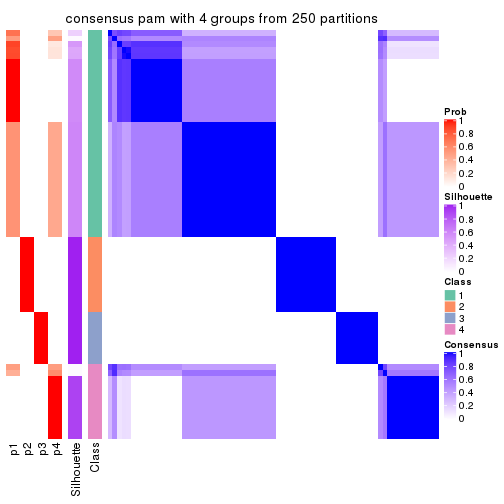 consensus pam with 4 groups from 250 partitions
Prob
1
0.8
0.6
0.4
0.2
0
Silhouette
1
0.8
0.6
0.4
0.2
0
Class
1
2
3
4
Consensus
1
0.8
0.6
0.4
0.2
0
p1
p2
p3
p4
Silhouette
Class